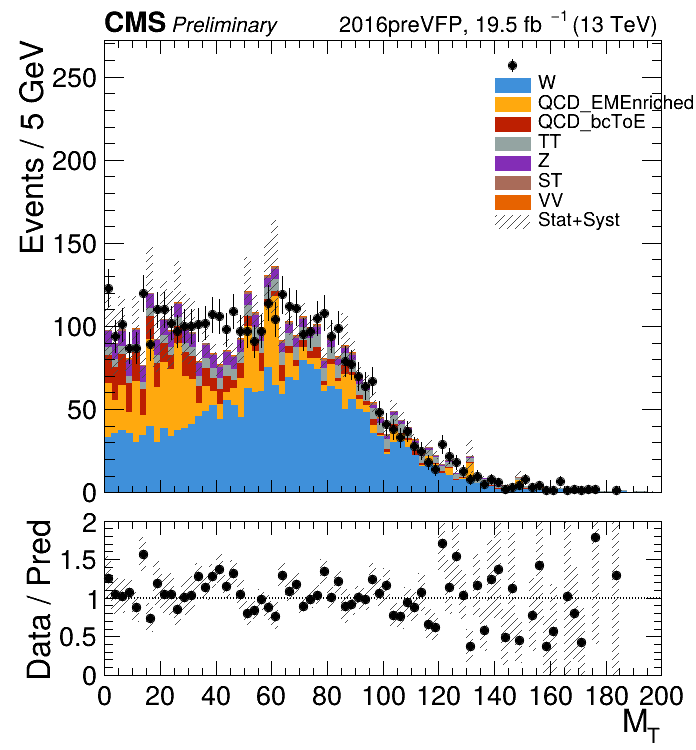 CMS Preliminary 2016preVFP, 19.5 fb⁻¹ (13 TeV)
Events / 5 GeV
250
200
150
100
50
0
W
QCD_EMEnriched
QCD_bcToE
TT
Z
ST
VV
Stat+Syst
Data / Pred
2
1.5
1
0.5
0
0 20 40 60 80 100 120 140 160 180 200
M_T